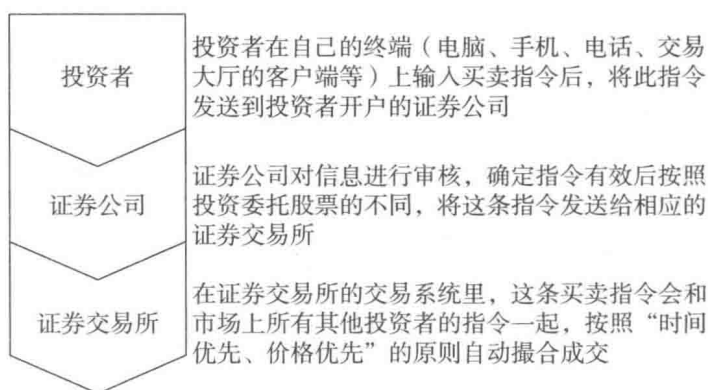 投资者
投资者在自己的终端（电脑、手机、电话、交易
大厅的客户端等）上输入买卖指令后，将此指令
发送到投资者开户的证券公司
证券公司
证券公司对信息进行审核，确定指令有效后按照
投资委托股票的不同，将这条指令发送给相应的
证券交易所
证券交易所
在证券交易所的交易系统里，这条买卖指令会和
市场上所有其他投资者的指令一起，按照“时间
优先、价格优先”的原则自动撮合成交